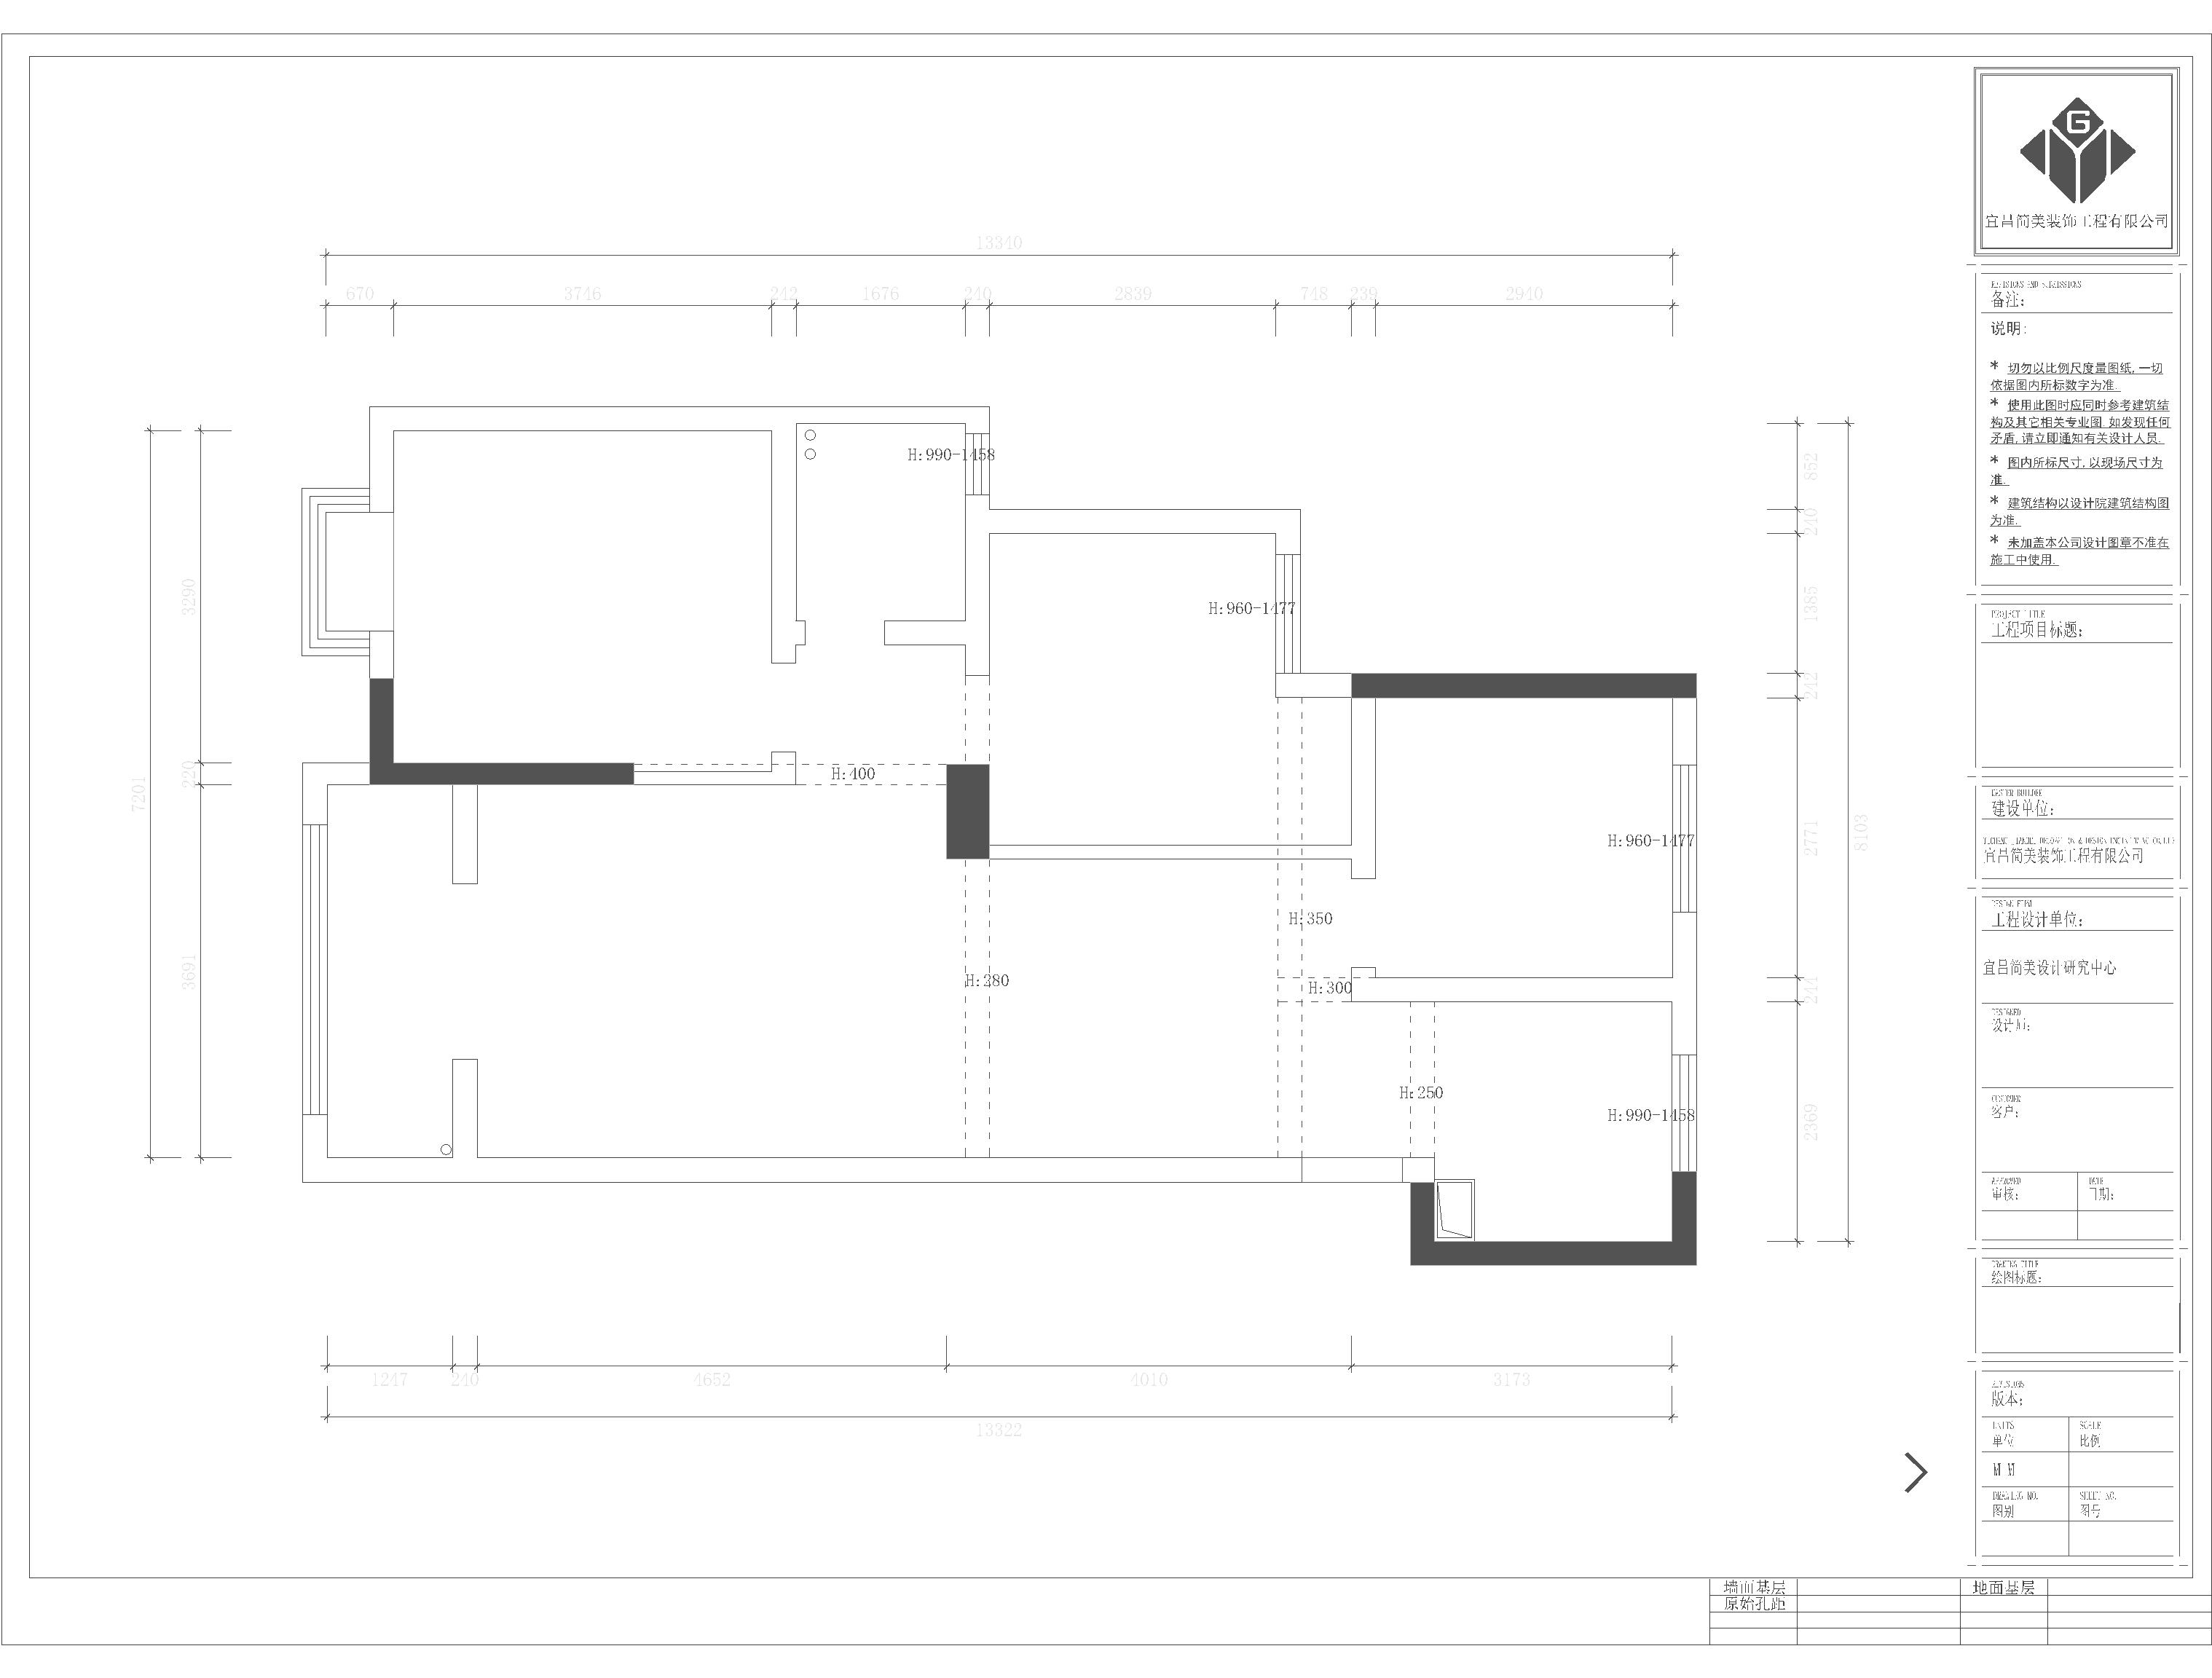 G
宜昌简美装饰工程有限公司
13340
670 3746 242 1676 240 2839 748 239 2940
H:990-1458
H:960-1477
H:400
H:960-1477
H:350
H:280
H:300
H:250
H:990-1458
3290
220
3691
7201
852
240
1385
242
2771
244
2369
8103
1247 240 4652 4010 3173
13322
备注:
说明:
* 切勿以比例尺度量图纸,一切
依据图内所标数字为准.
* 使用此图时应同时参考建筑结
构及其它相关专业图.如发现任何
矛盾,请立即通知有关设计人员.
* 图内所标尺寸,以现场尺寸为
准.
* 建筑结构以设计院建筑结构图
为准.
* 未加盖本公司设计图章不准在
施工中使用.
PROJECT TITLE
工程项目标题:
建设单位:
宜昌简美装饰工程有限公司
工程设计单位:
宜昌简美设计研究中心
DESIGNED
设计师:
CUSTOMER
客户:
APPROVED DATE
审核: 日期:
绘图标题:
版本:
UNITS SCALE
单位 比例
M M
DRAWING NO. SHEET NO.
图别 图号
墙面基层 地面基层
原始孔距